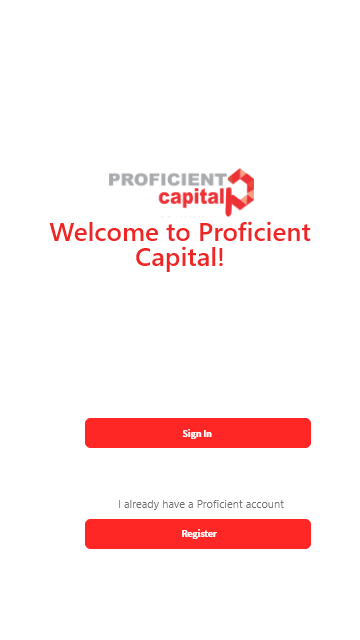 PROFICIENT
capital
Welcome to Proficient
Capital!
Sign In
I already have a Proficient account
Register